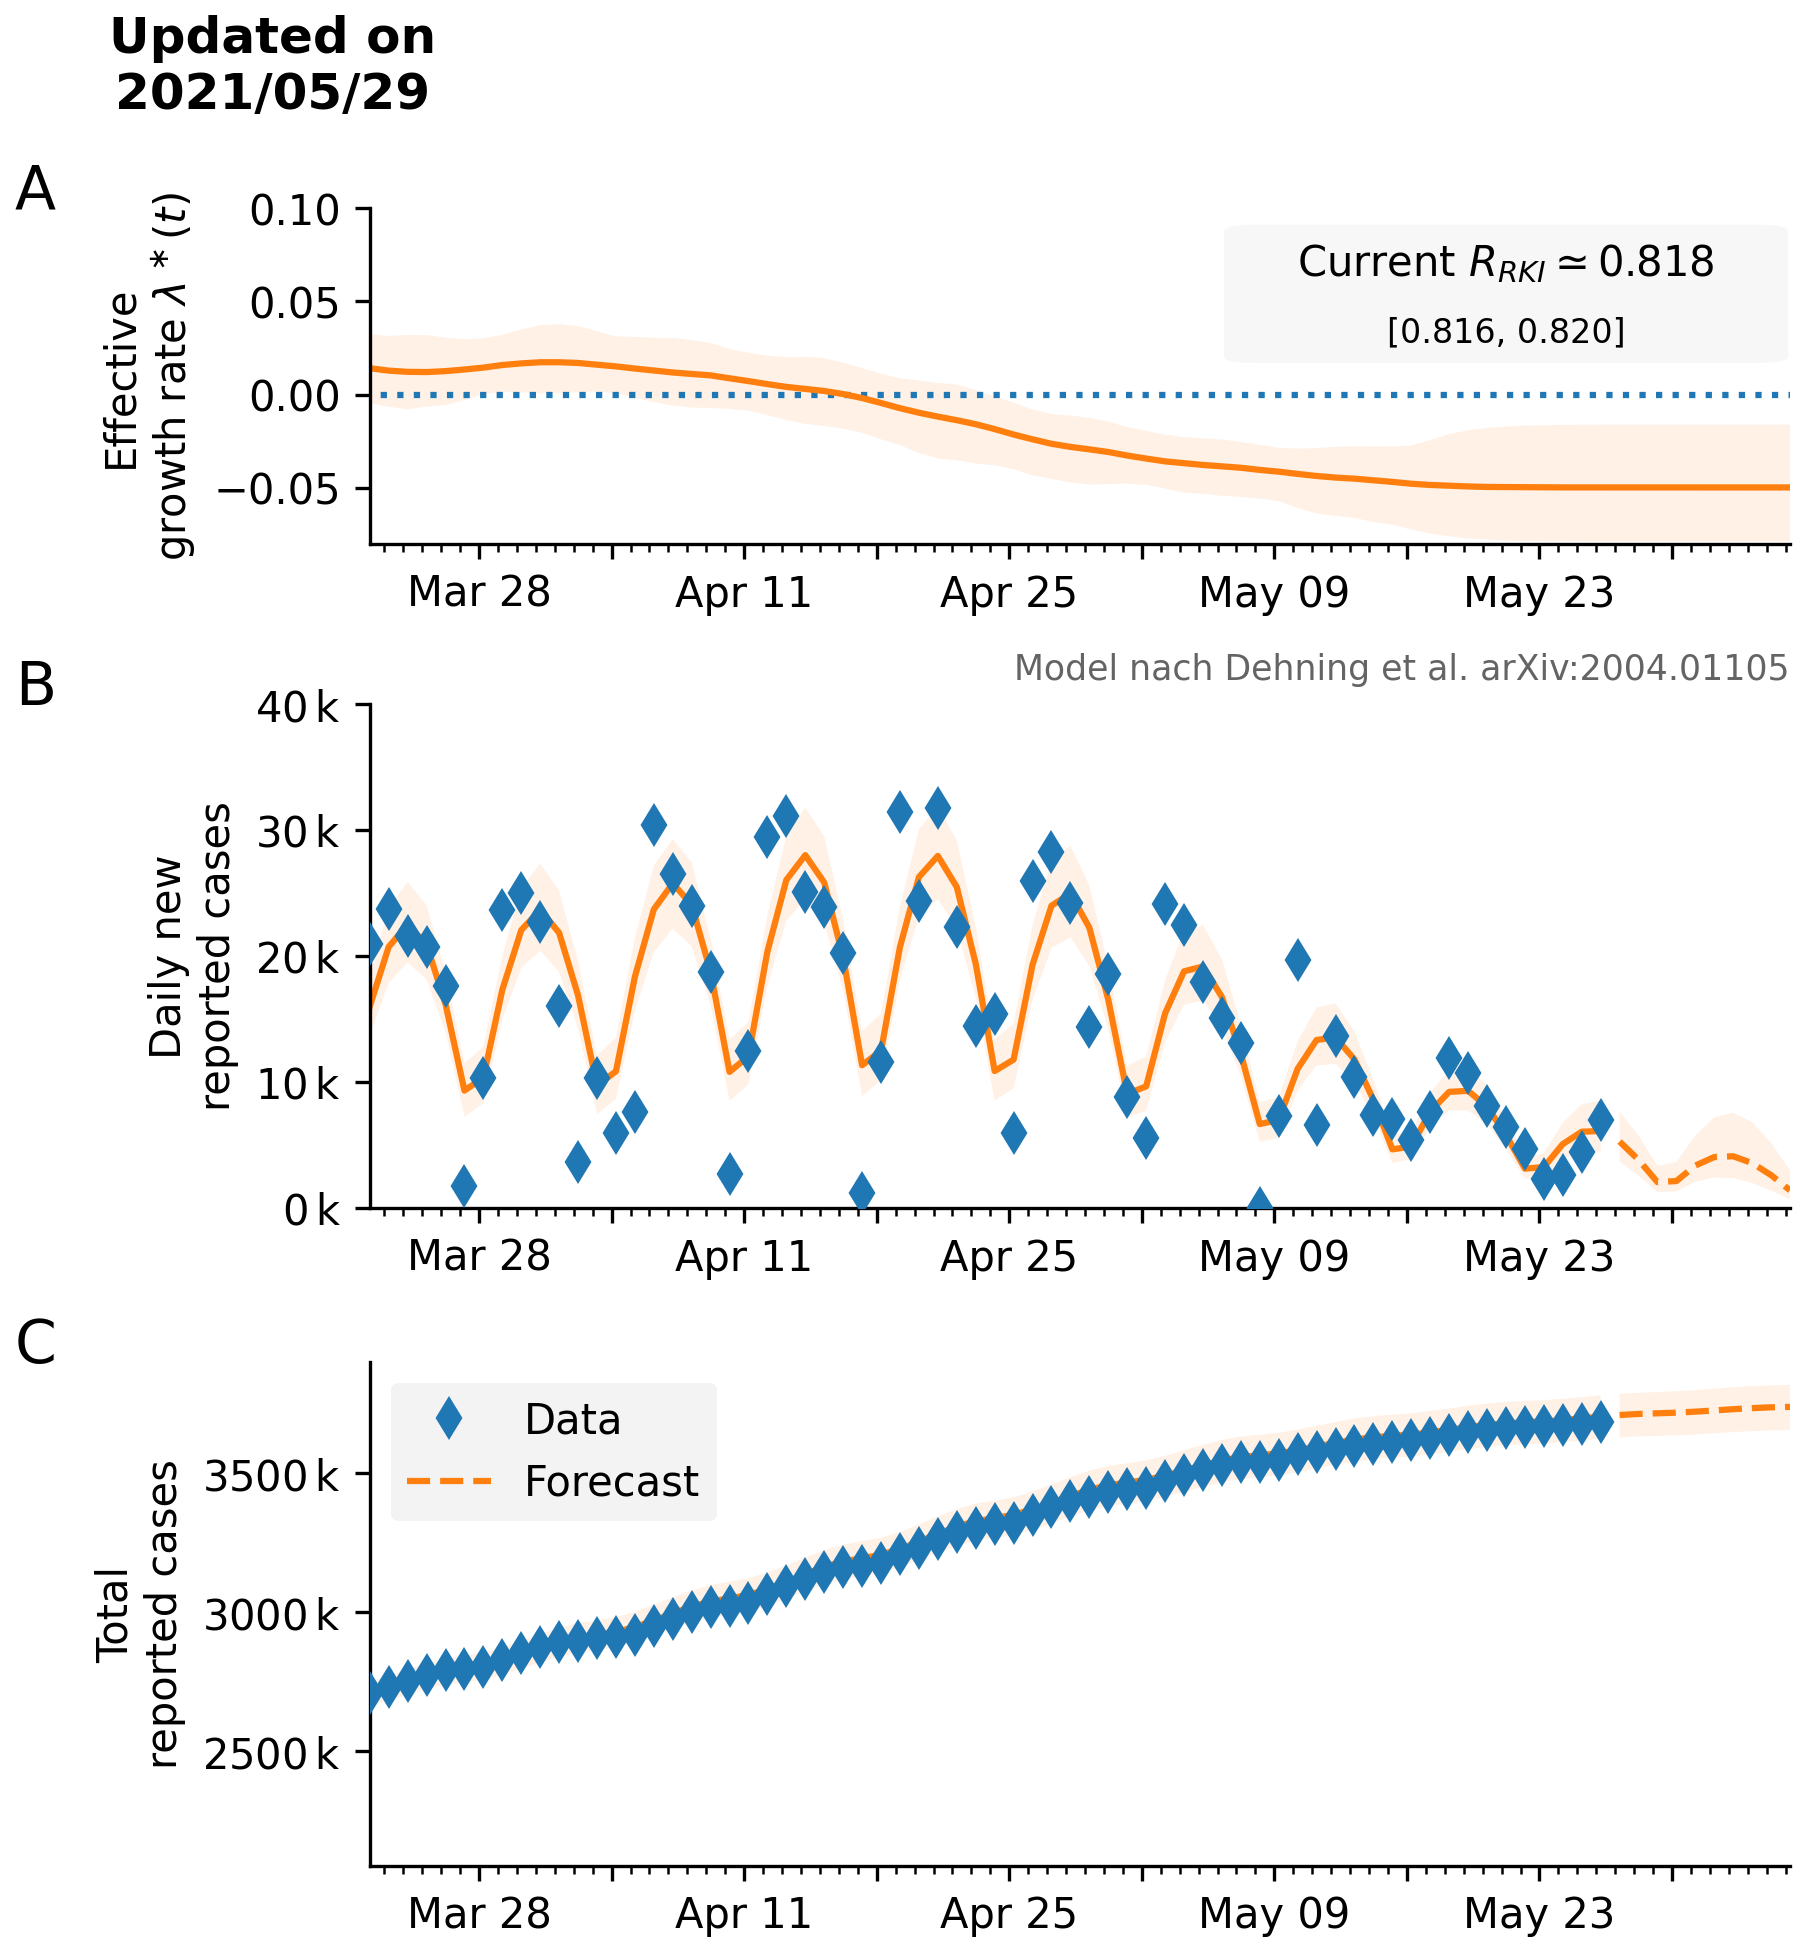 Updated on
2021/05/29
A
Effective
growth rate λ * (t)
0.10
0.05
0.00
−0.05
Current R_RKI ≃ 0.818
[0.816, 0.820]
Mar 28
Apr 11
Apr 25
May 09
May 23
Model nach Dehning et al. arXiv:2004.01105
B
Daily new
reported cases
40 k
30 k
20 k
10 k
0 k
Mar 28
Apr 11
Apr 25
May 09
May 23
C
Total
reported cases
3500 k
3000 k
2500 k
Data
Forecast
Mar 28
Apr 11
Apr 25
May 09
May 23